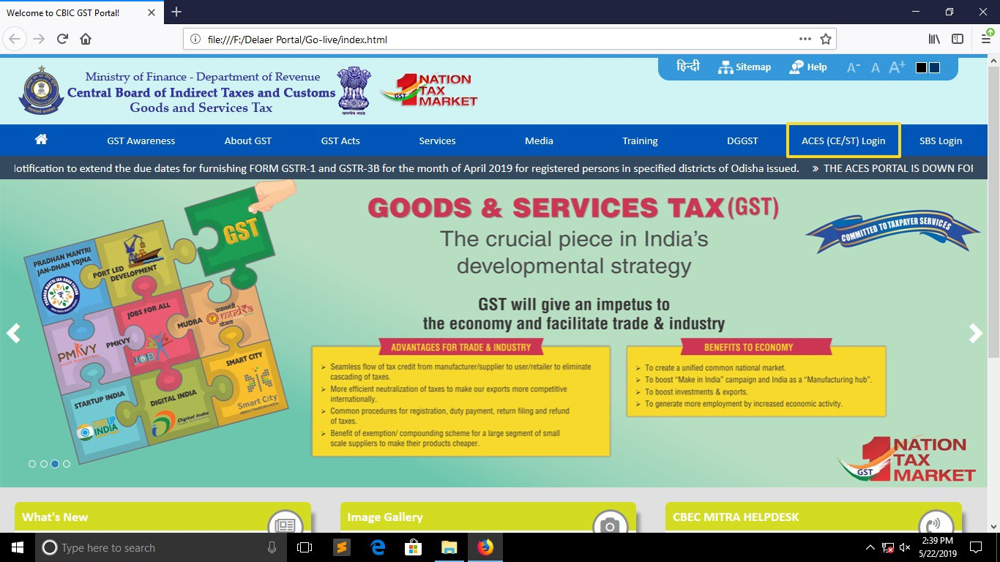 Welcome to CBIC GST Portal!
file:///F:/Delaer Portal/Go-live/index.html
Ministry of Finance - Department of Revenue
Central Board of Indirect Taxes and Customs
Goods and Services Tax
सत्यमेव जयते
1 NATION
TAX
MARKET
GST
हिन्दी
Sitemap
Help
A-
A
A+
GST Awareness
About GST
GST Acts
Services
Media
Training
DGGST
ACES (CE/ST) Login
SBS Login
lotification to extend the due dates for furnishing FORM GSTR-1 and GSTR-3B for the month of April 2019 for registered persons in specified districts of Odisha issued. » THE ACES PORTAL IS DOWN FOR
GST
PRADHAN MANTRI
JAN-DHAN YOJNA
PORT LED
DEVELOPMENT
JOBS FOR ALL
MUDRA
प्रधानमंत्री
mudra
योजना
PMKVY
PMKVY
JOB
SMART CITY
Smart City
STARTUP INDIA
UP
INDIA
DIGITAL INDIA
Digital India
GOODS & SERVICES TAX (GST)
The crucial piece in India's
developmental strategy
GST will give an impetus to
the economy and facilitate trade & industry
COMMITTED TO TAXPAYER SERVICES
ADVANTAGES FOR TRADE & INDUSTRY
➢ Seamless flow of tax credit from manufacturer/supplier to user/retailer to eliminate
cascading of taxes.
➢ More efficient neutralization of taxes to make our exports more competitive
internationally.
➢ Common procedures for registration, duty payment, return filing and refund
of taxes.
➢ Benefit of exemption/ compounding scheme for a large segment of small
scale suppliers to make their products cheaper.
BENEFITS TO ECONOMY
➢ To create a unified common national market.
➢ To boost “Make in India” campaign and India as a “Manufacturing hub”.
➢ To boost investments & exports.
➢ To generate more employment by increased economic activity.
1 NATION
TAX
MARKET
GST
What's New
Image Gallery
CBEC MITRA HELPDESK
Type here to search
2:39 PM
5/22/2019